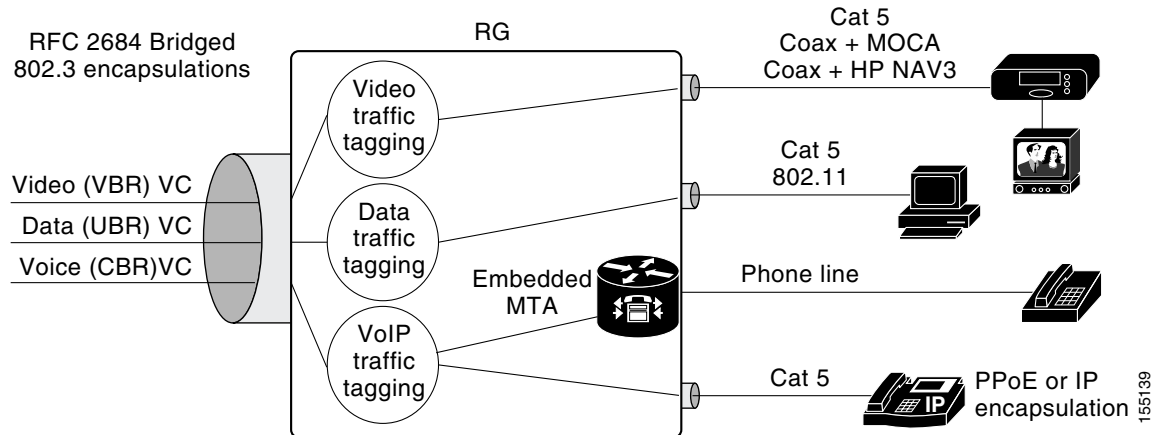 RFC 2684 Bridged
802.3 encapsulations
RG
Cat 5
Coax + MOCA
Coax + HP NAV3
Video
traffic
tagging
Cat 5
802.11
Video (VBR) VC
Data (UBR) VC
Voice (CBR)VC
Data
traffic
tagging
Embedded
MTA
Phone line
VoIP
traffic
tagging
Cat 5
IP
PPoE or IP
encapsulation
155139